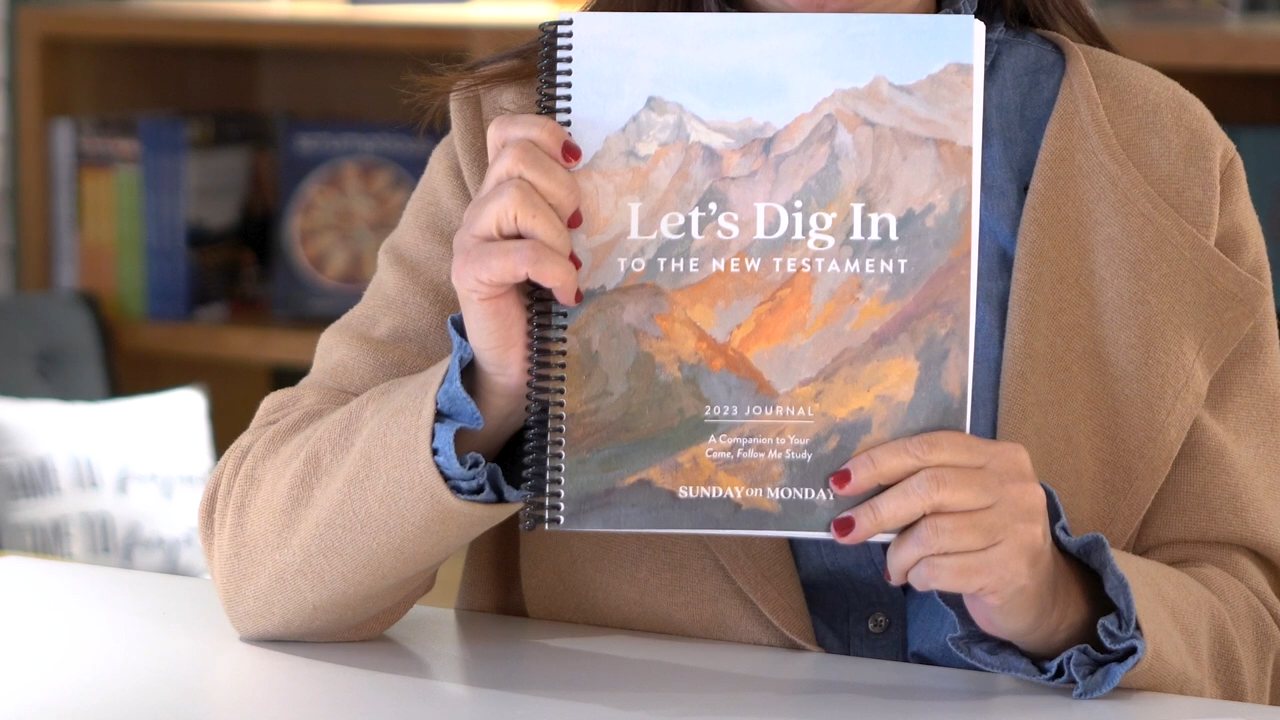 Let's Dig In
TO THE NEW TESTAMENT
2023 JOURNAL
A Companion to Your
Come, Follow Me Study
SUNDAY on MONDAY